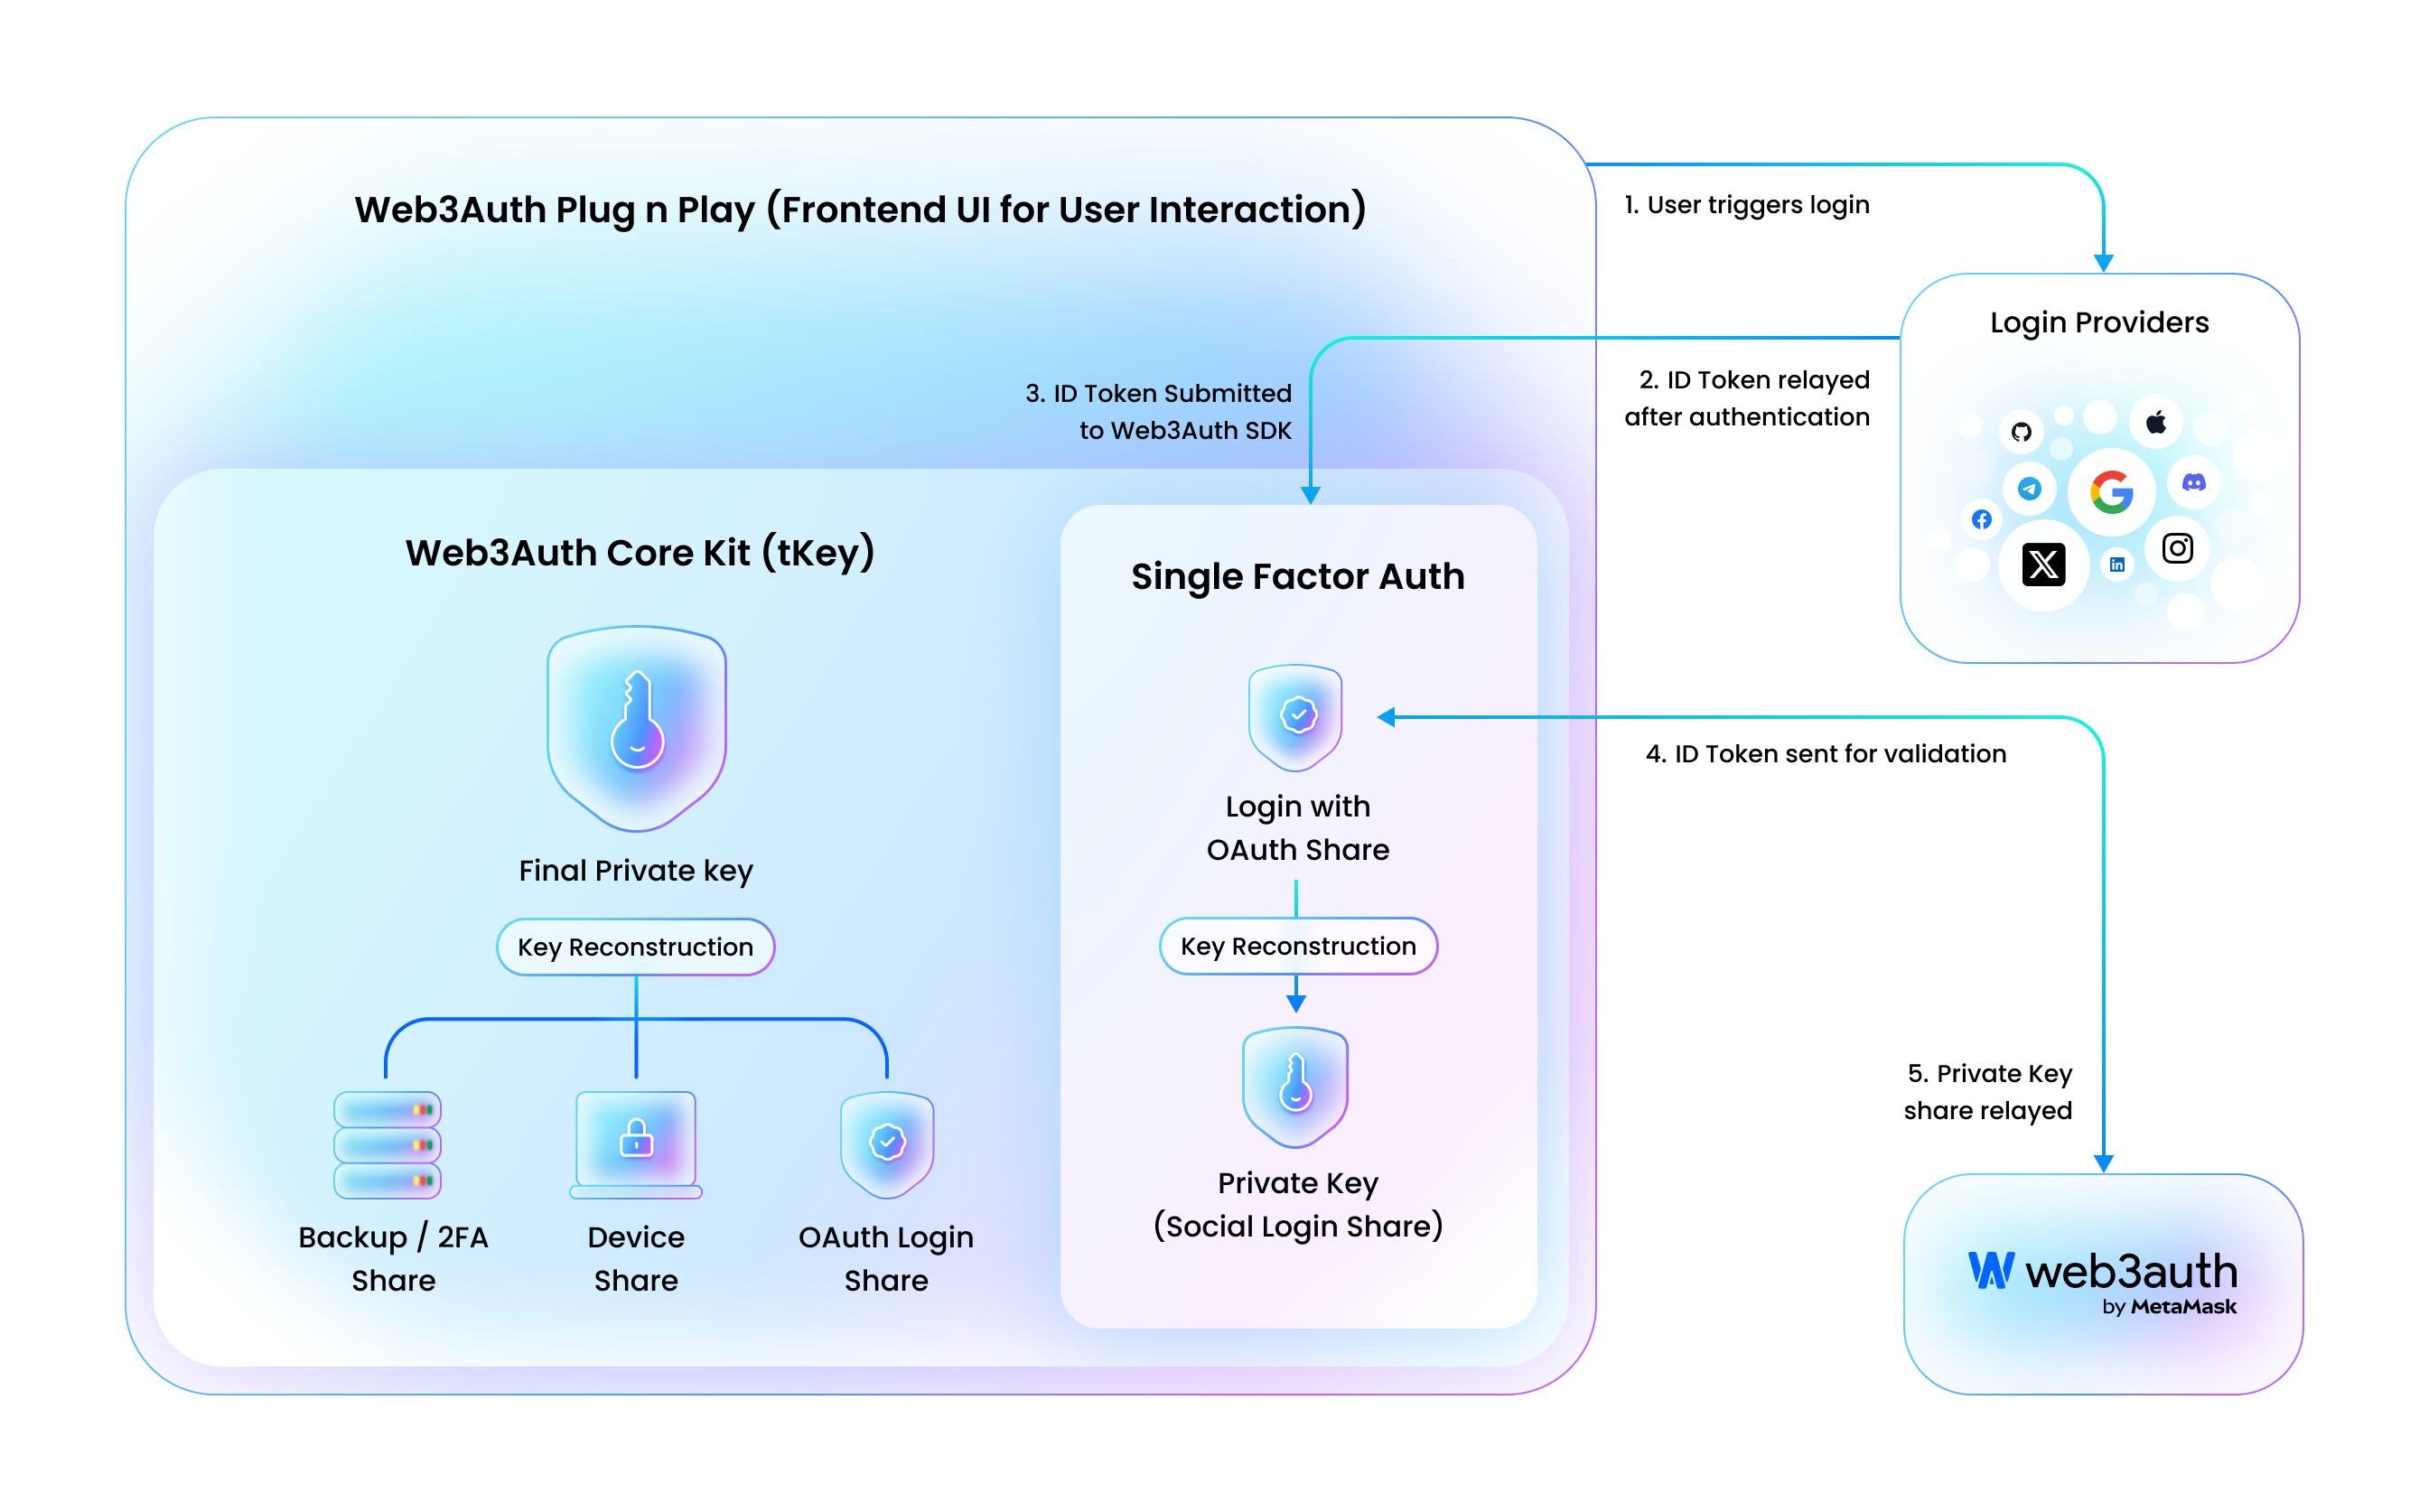 Web3Auth Plug n Play (Frontend UI for User Interaction)
1. User triggers login
Login Providers
2. ID Token relayed
after authentication
3. ID Token Submitted
to Web3Auth SDK
Web3Auth Core Kit (tKey)
Final Private key
Key Reconstruction
Backup / 2FA
Share
Device
Share
OAuth Login
Share
Single Factor Auth
Login with
OAuth Share
Key Reconstruction
Private Key
(Social Login Share)
4. ID Token sent for validation
5. Private Key
share relayed
web3auth
by MetaMask